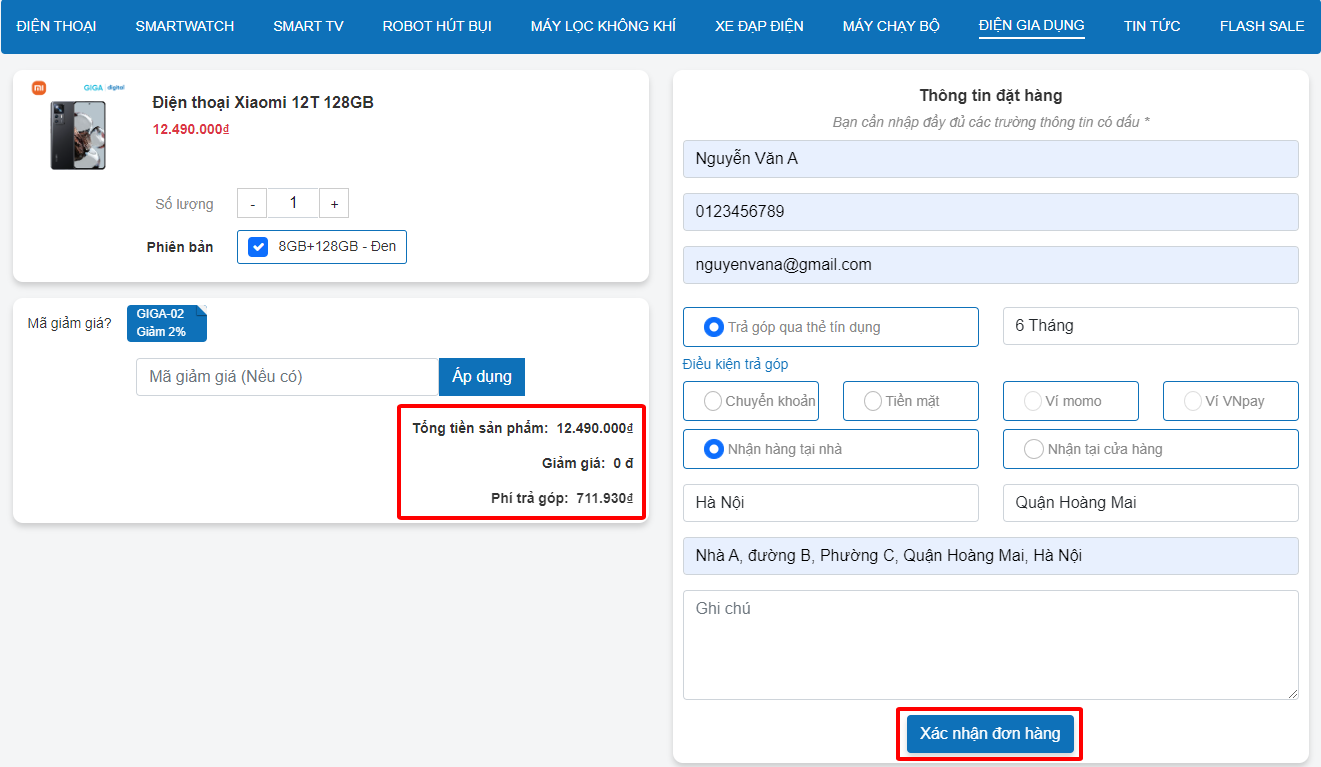 ĐIỆN THOẠI SMARTWATCH SMART TV ROBOT HÚT BỤI MÁY LỌC KHÔNG KHÍ XE ĐẠP ĐIỆN MÁY CHẠY BỘ ĐIỆN GIA DỤNG TIN TỨC FLASH SALE
mi GIGA digital
Điện thoại Xiaomi 12T 128GB
12.490.000₫
Số lượng - 1 +
Phiên bản 8GB+128GB - Đen
Mã giảm giá? GIGA-02
Giảm 2%
Mã giảm giá (Nếu có) Áp dụng
Tổng tiền sản phẩm: 12.490.000₫
Giảm giá: 0 đ
Phí trả góp: 711.930₫
Thông tin đặt hàng
Bạn cần nhập đầy đủ các trường thông tin có dấu *
Nguyễn Văn A
0123456789
nguyenvana@gmail.com
Trả góp qua thẻ tín dụng 6 Tháng
Điều kiện trả góp
Chuyển khoản Tiền mặt Ví momo Ví VNpay
Nhận hàng tại nhà Nhận tại cửa hàng
Hà Nội Quận Hoàng Mai
Nhà A, đường B, Phường C, Quận Hoàng Mai, Hà Nội
Ghi chú
Xác nhận đơn hàng